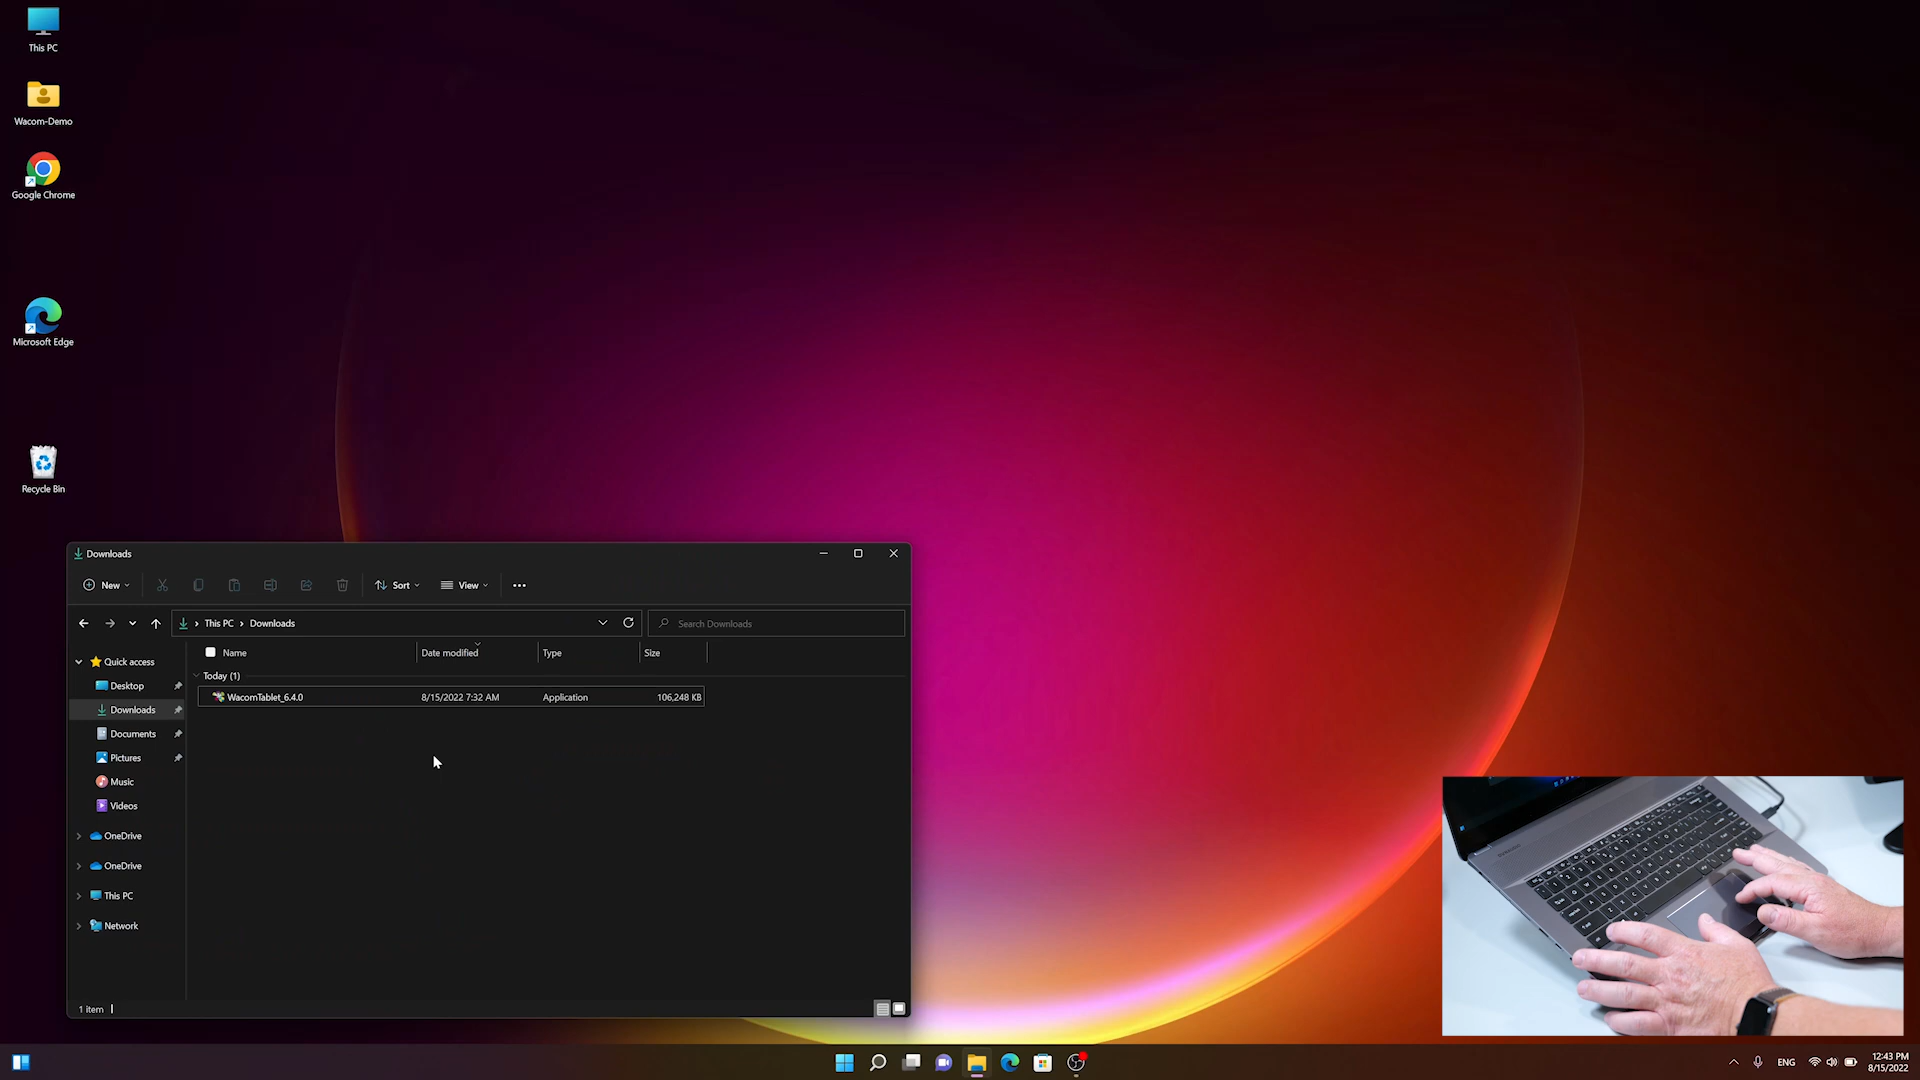 This PC
Wacom-Demo
Google Chrome
Microsoft Edge
Recycle Bin
Downloads
New
Sort
View
This PC > Downloads
Search Downloads
Name Date modified Type Size
Quick access
Today (1)
Desktop
WacomTablet_6.4.0 8/15/2022 7:32 AM Application 106,248 KB
Downloads
Documents
Pictures
Music
Videos
OneDrive
OneDrive
This PC
Network
1 item
ENG
12:43 PM
8/15/2022